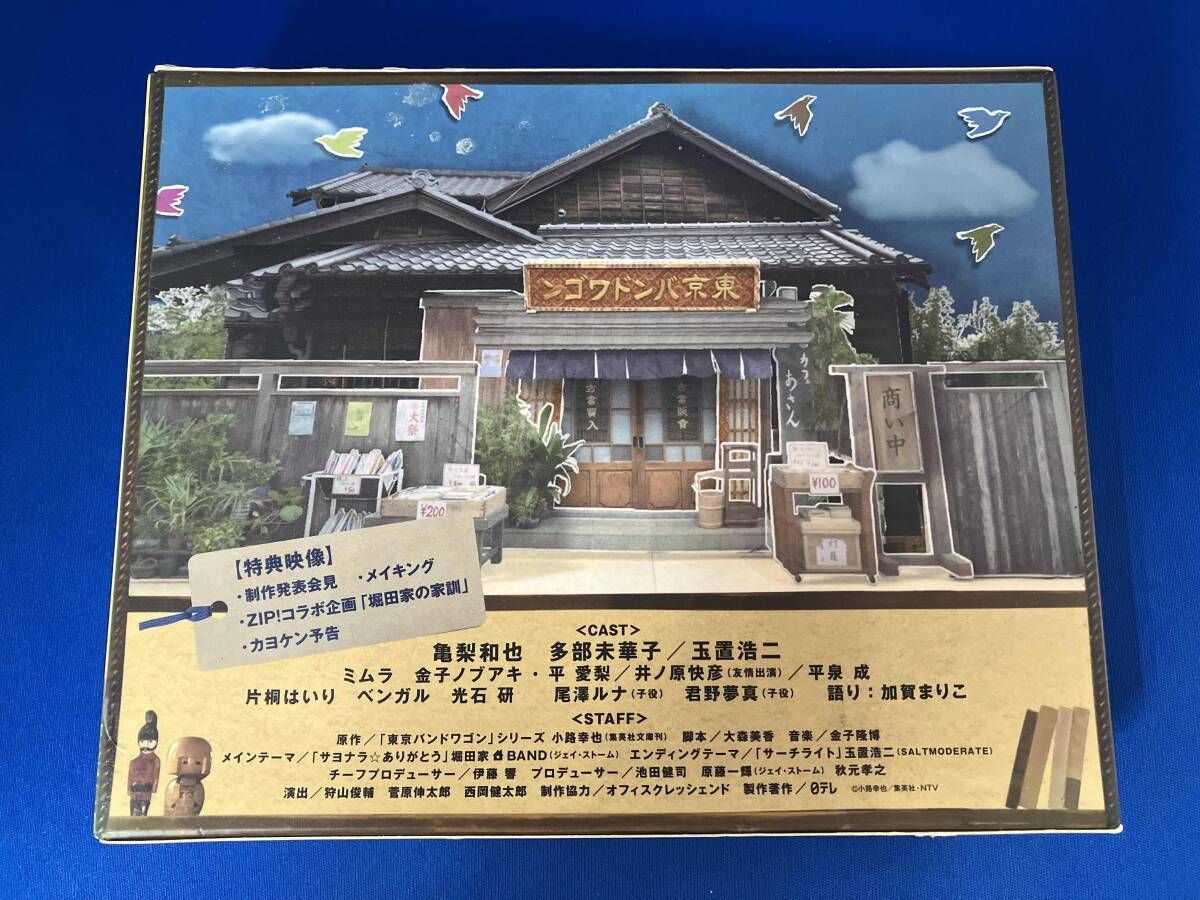 東京バンドワゴン
古書買入
古書販賣
カフェ あさん
商い中
大祭
¥200
¥100
【特典映像】
・制作発表会見 ・メイキング
・ZIP!コラボ企画「堀田家の家訓」
・カヨケン予告
<CAST>
亀梨和也 多部未華子／玉置浩二
ミムラ 金子ノブアキ・平 愛梨／井ノ原快彦(友情出演)／平泉 成
片桐はいり ベンガル 光石 研 尾澤ルナ(子役) 君野夢真(子役) 語り：加賀まりこ
<STAFF>
原作／「東京バンドワゴン」シリーズ 小路幸也(集英社文庫刊) 脚本／大森美香 音楽／金子隆博
メインテーマ／「サヨナラ☆ありがとう」堀田家BAND(ジェイ・ストーム) エンディングテーマ／「サーチライト」玉置浩二(SALTMODERATE)
チーフプロデューサー／伊藤 響 プロデューサー／池田健司 原藤一輝(ジェイ・ストーム) 秋元孝之
演出／狩山俊輔 菅原伸太郎 西岡健太郎 制作協力／オフィスクレッシェンド 製作著作／日テレ ©小路幸也／集英社・NTV